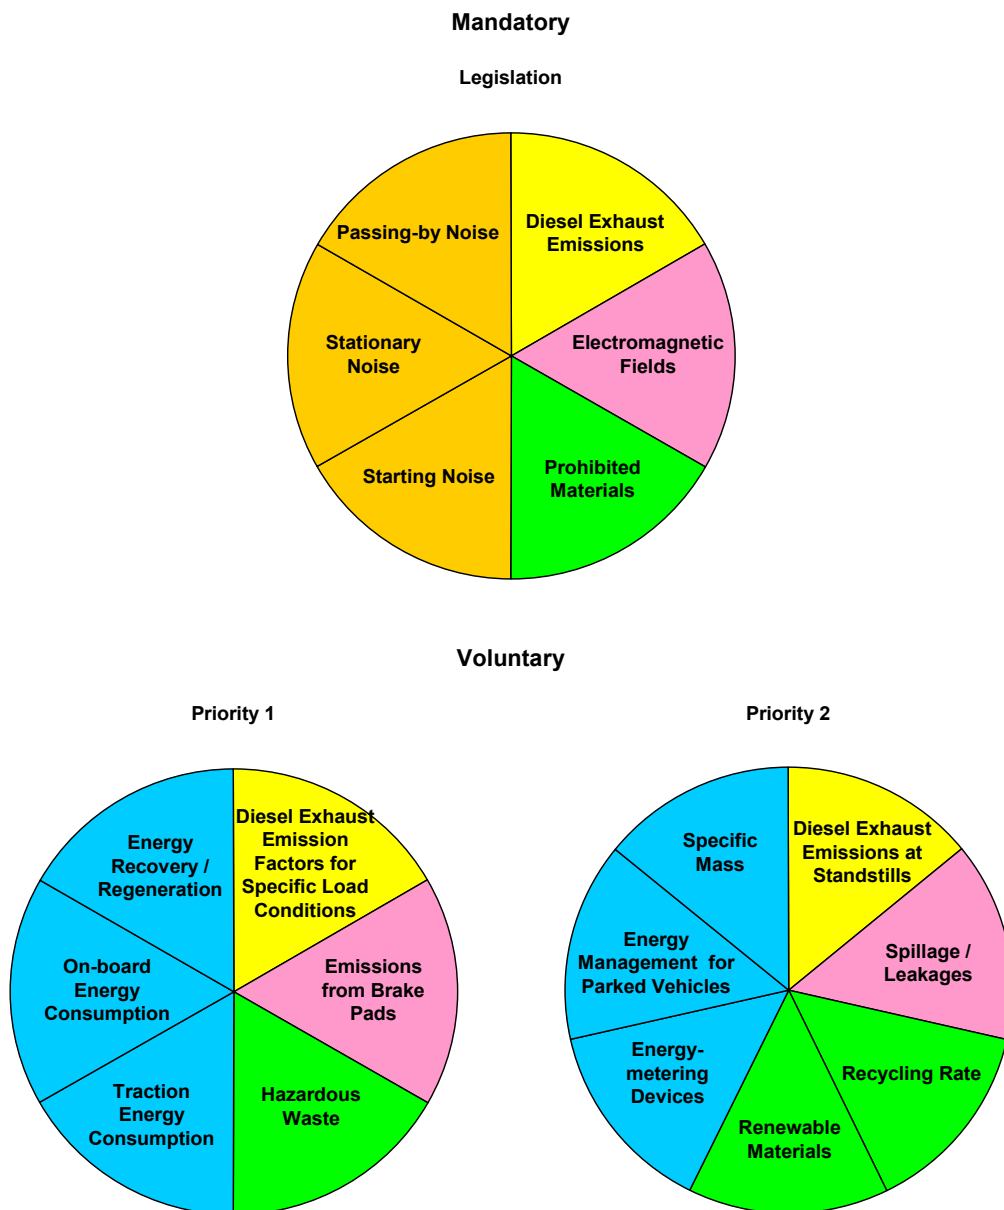 Mandatory
Legislation
Passing-by Noise
Diesel Exhaust
Emissions
Stationary
Noise
Electromagnetic
Fields
Starting Noise
Prohibited
Materials
Voluntary
Priority 1
Diesel Exhaust
Emission
Factors for
Specific Load
Conditions
Energy
Recovery /
Regeneration
On-board
Energy
Consumption
Emissions
from Brake
Pads
Traction
Energy
Consumption
Hazardous
Waste
Priority 2
Specific
Mass
Diesel Exhaust
Emissions at
Standstills
Energy
Management for
Parked Vehicles
Spillage /
Leakages
Energy-
metering
Devices
Recycling Rate
Renewable
Materials